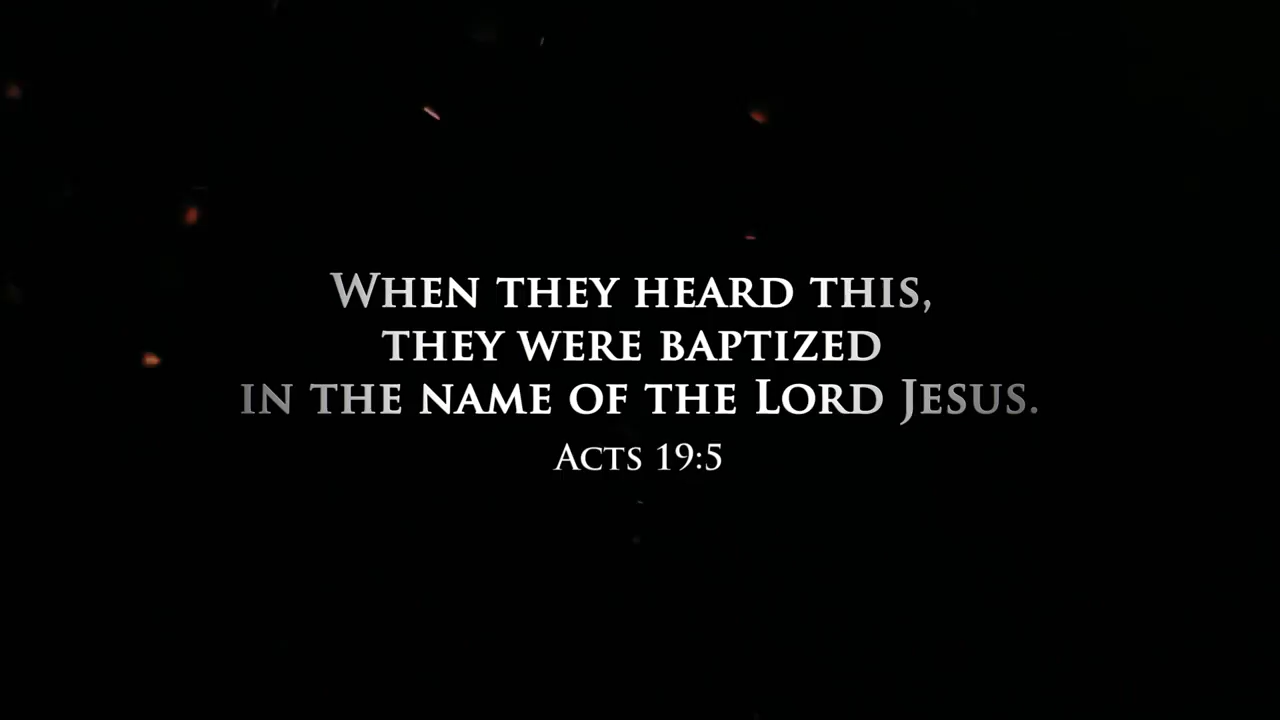 When they heard this,
they were baptized
in the name of the Lord Jesus.
Acts 19:5